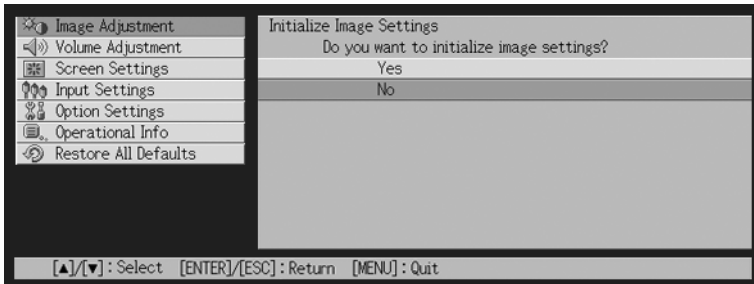 Image Adjustment
Volume Adjustment
Screen Settings
Input Settings
Option Settings
Operational Info
Restore All Defaults
Initialize Image Settings
Do you want to initialize image settings?
Yes
No
[▲]/[▼]：Select [ENTER]/[ESC]：Return [MENU]：Quit